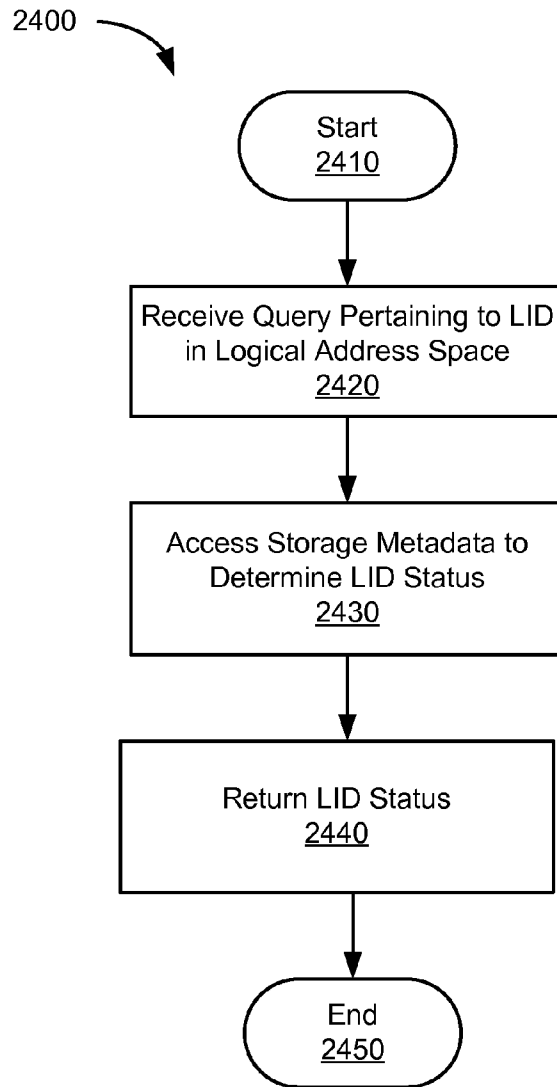 2400
Start
2410
Receive Query Pertaining to LID
in Logical Address Space
2420
Access Storage Metadata to
Determine LID Status
2430
Return LID Status
2440
End
2450